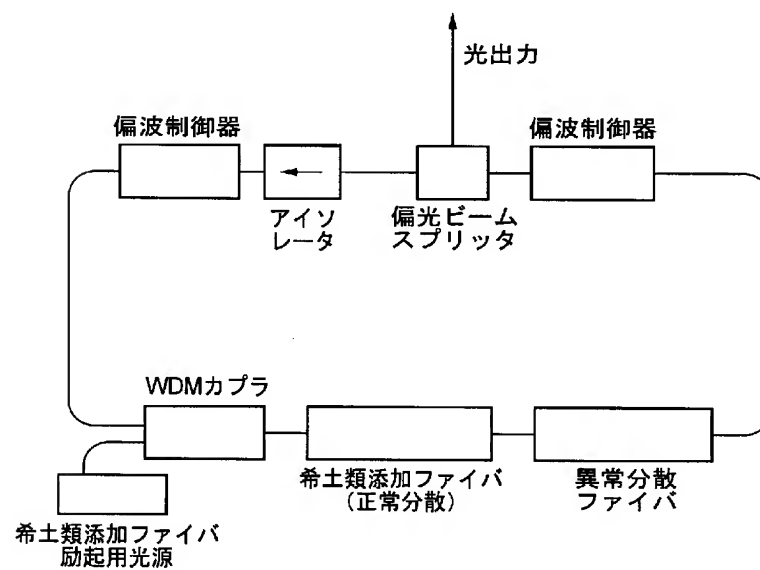 光出力
偏波制御器
偏波制御器
アイソ
レータ
偏光ビーム
スプリッタ
WDMカプラ
希土類添加ファイバ
(正常分散)
異常分散
ファイバ
希土類添加ファイバ
励起用光源